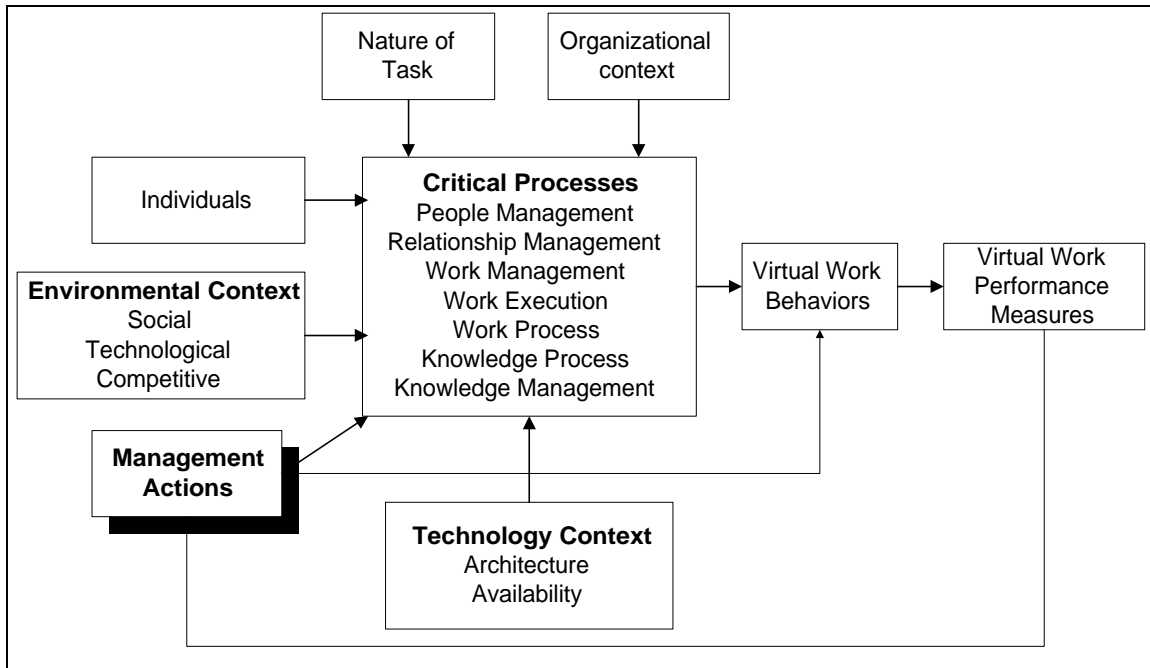 Nature of
Task
Organizational
context
Individuals
Critical Processes
People Management
Relationship Management
Work Management
Work Execution
Work Process
Knowledge Process
Knowledge Management
Environmental Context
Social
Technological
Competitive
Virtual Work
Behaviors
Virtual Work
Performance
Measures
Management
Actions
Technology Context
Architecture
Availability